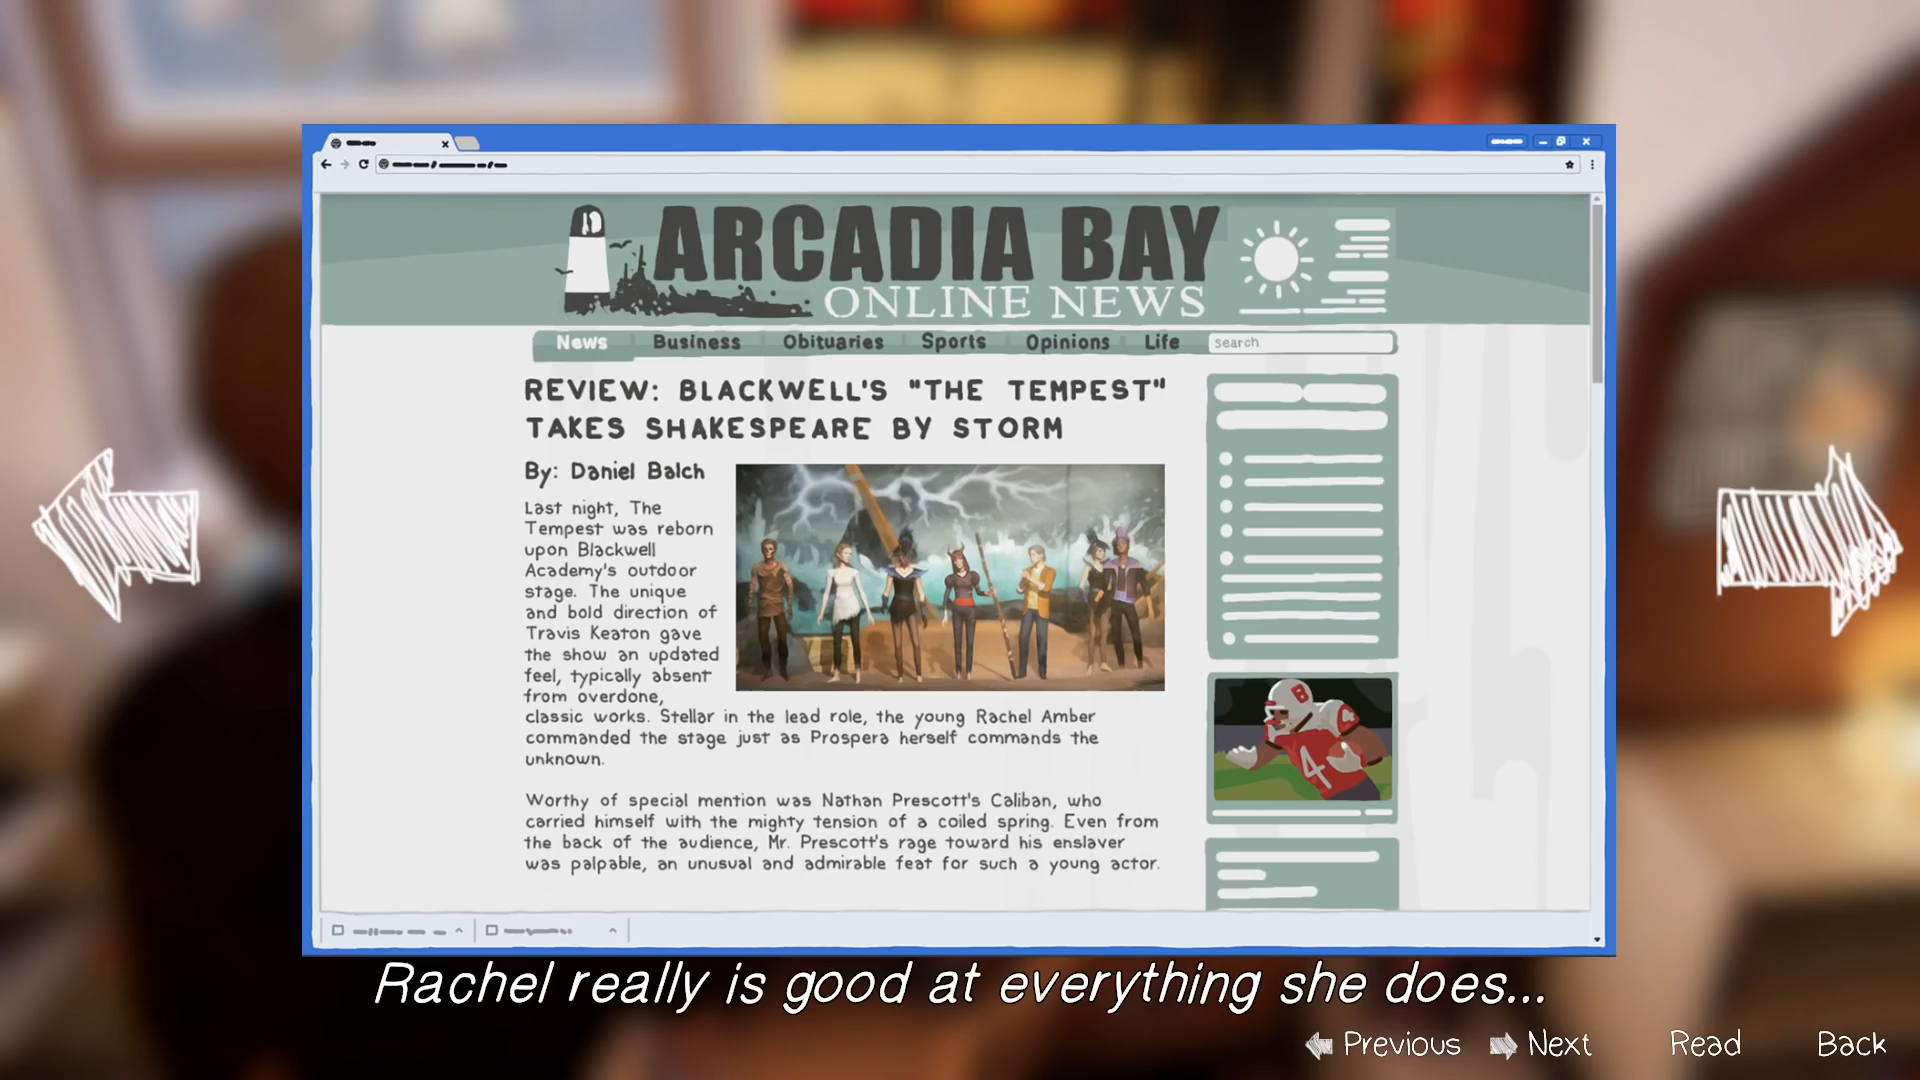 ARCADIA BAY
ONLINE NEWS
News Business Obituaries Sports Opinions Life search
REVIEW: BLACKWELL'S "THE TEMPEST"
TAKES SHAKESPEARE BY STORM
By: Daniel Balch
Last night, The
Tempest was reborn
upon Blackwell
Academy's outdoor
stage. The unique
and bold direction of
Travis Keaton gave
the show an updated
feel, typically absent
from overdone,
classic works. Stellar in the lead role, the young Rachel Amber
commanded the stage just as Prospera herself commands the
unknown.
Worthy of special mention was Nathan Prescott's Caliban, who
carried himself with the mighty tension of a coiled spring. Even from
the back of the audience, Mr. Prescott's rage toward his enslaver
was palpable, an unusual and admirable feat for such a young actor.
B
4
4
Rachel really is good at everything she does...
Previous Next Read Back